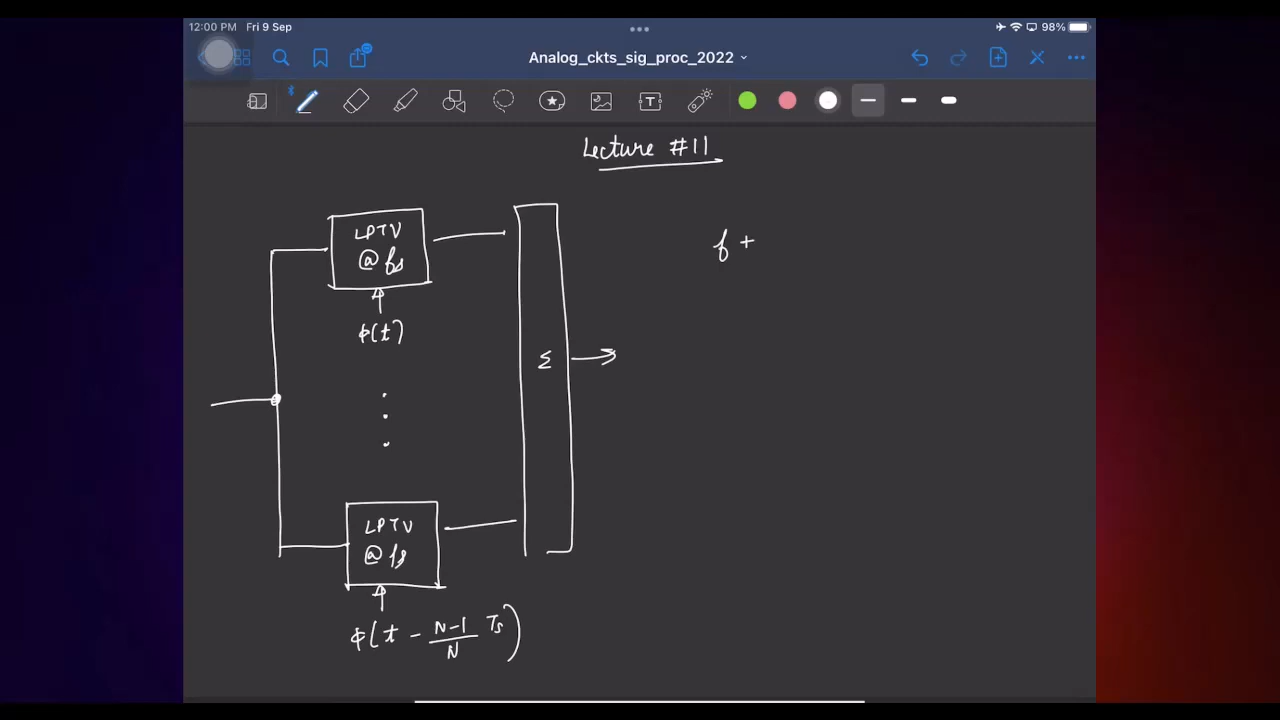 12:00 PM Fri 9 Sep
98%
Analog_ckts_sig_proc_2022
Lecture #11
LPTV
@ fs
ϕ(t)
f +
Σ
LPTV
@ fs
ϕ(t - N-1/N Ts)